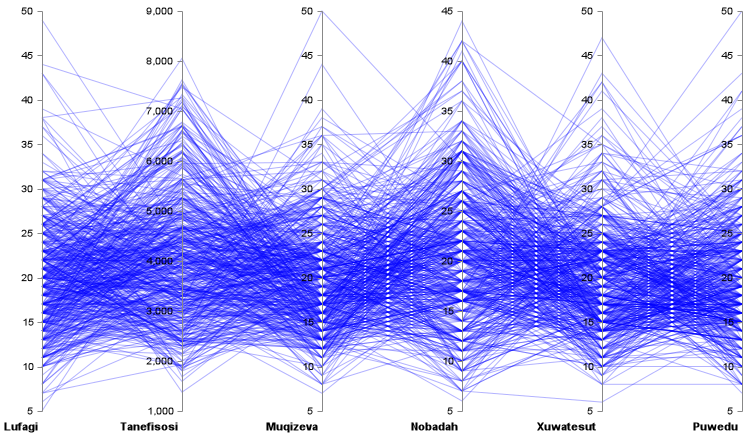 50 9,000 50 45 50 50
45 8,000 45 40 45 45
40 7,000 40 35 40 40
35 6,000 35 30 35 35
30 5,000 30 25 30 30
25 4,000 25 20 25 25
20 3,000 20 15 20 20
15 2,000 15 10 15 15
10 10 10 10
5 1,000 5 5 5 5
Lufagi Tanefisosi Muqizeva Nobadah Xuwatesut Puwedu